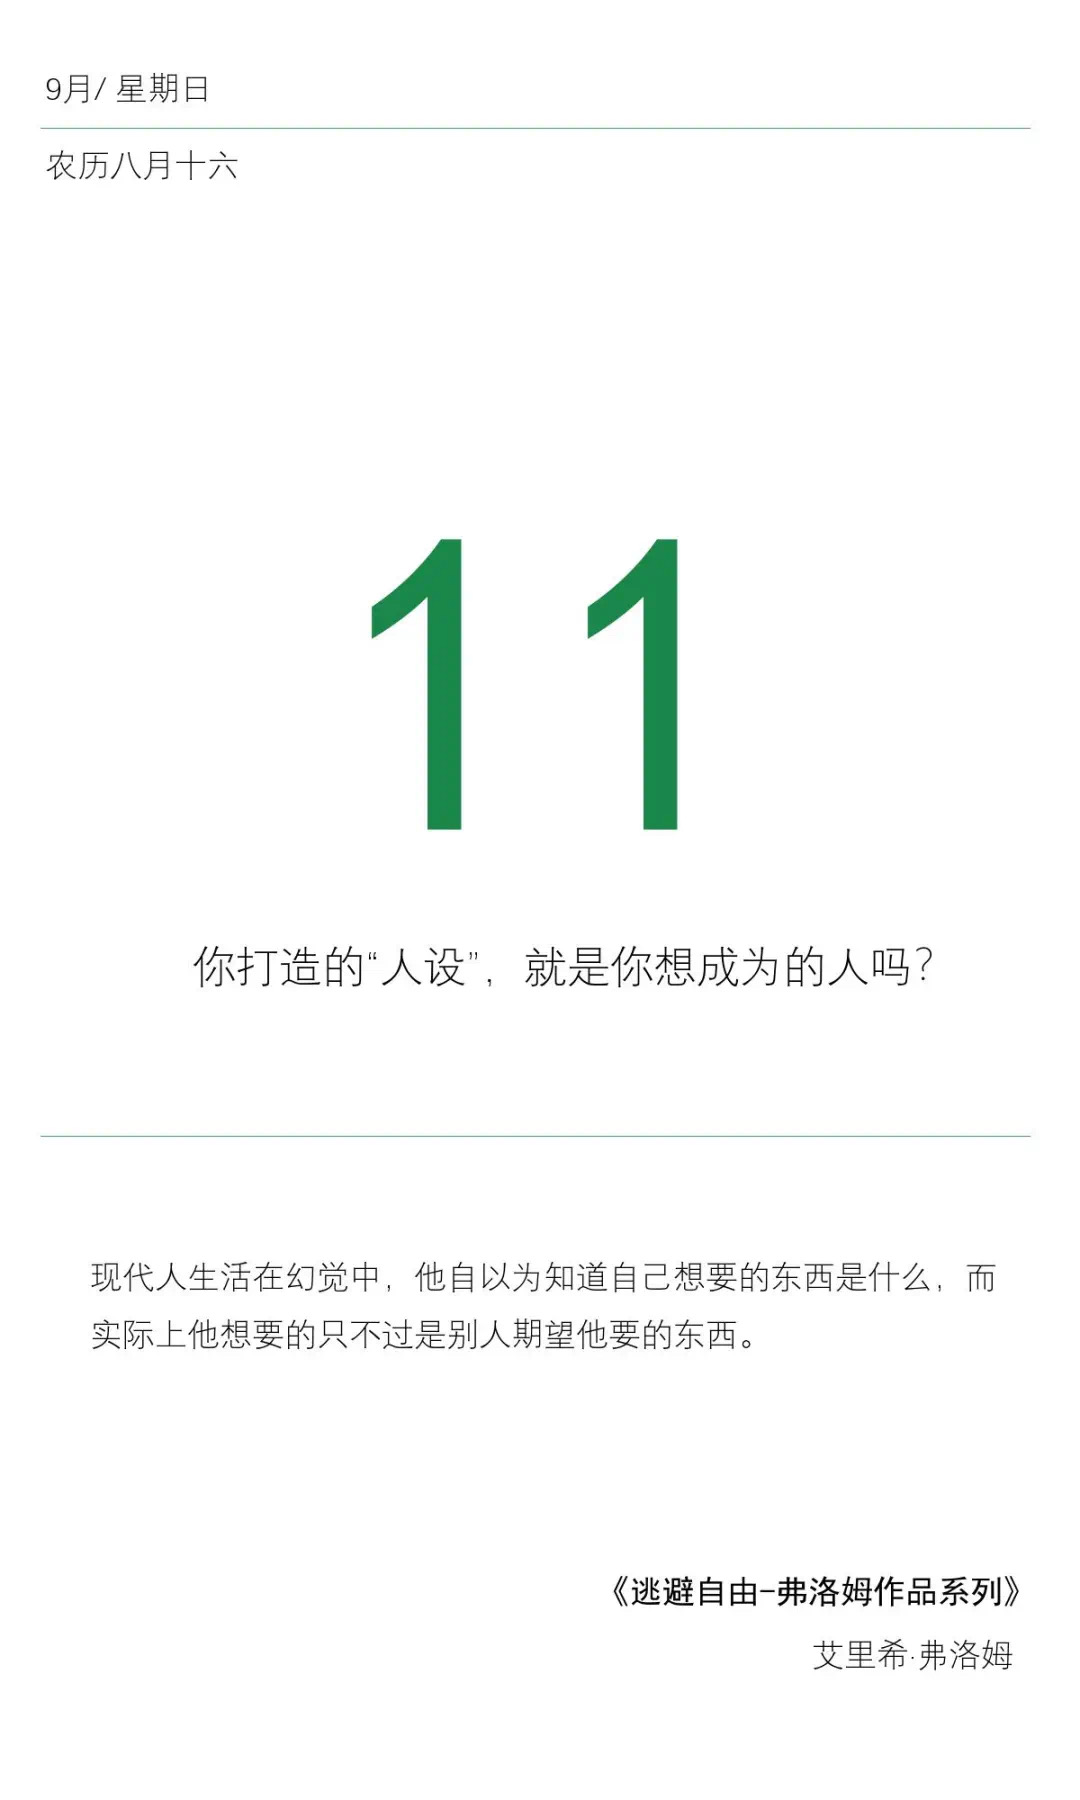 9月/ 星期日
农历八月十六
11
你打造的“人设”，就是你想成为的人吗？
现代人生活在幻觉中，他自以为知道自己想要的东西是什么，而
实际上他想要的只不过是别人期望他要的东西。
《逃避自由-弗洛姆作品系列》
艾里希·弗洛姆